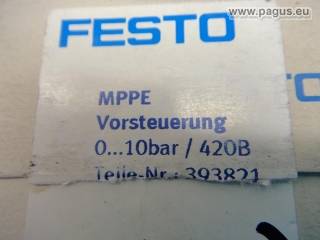 www.pagus.eu
FESTO
MPPE
Vorsteuerung
0...10bar / 420B
Teile-Nr.: 393821